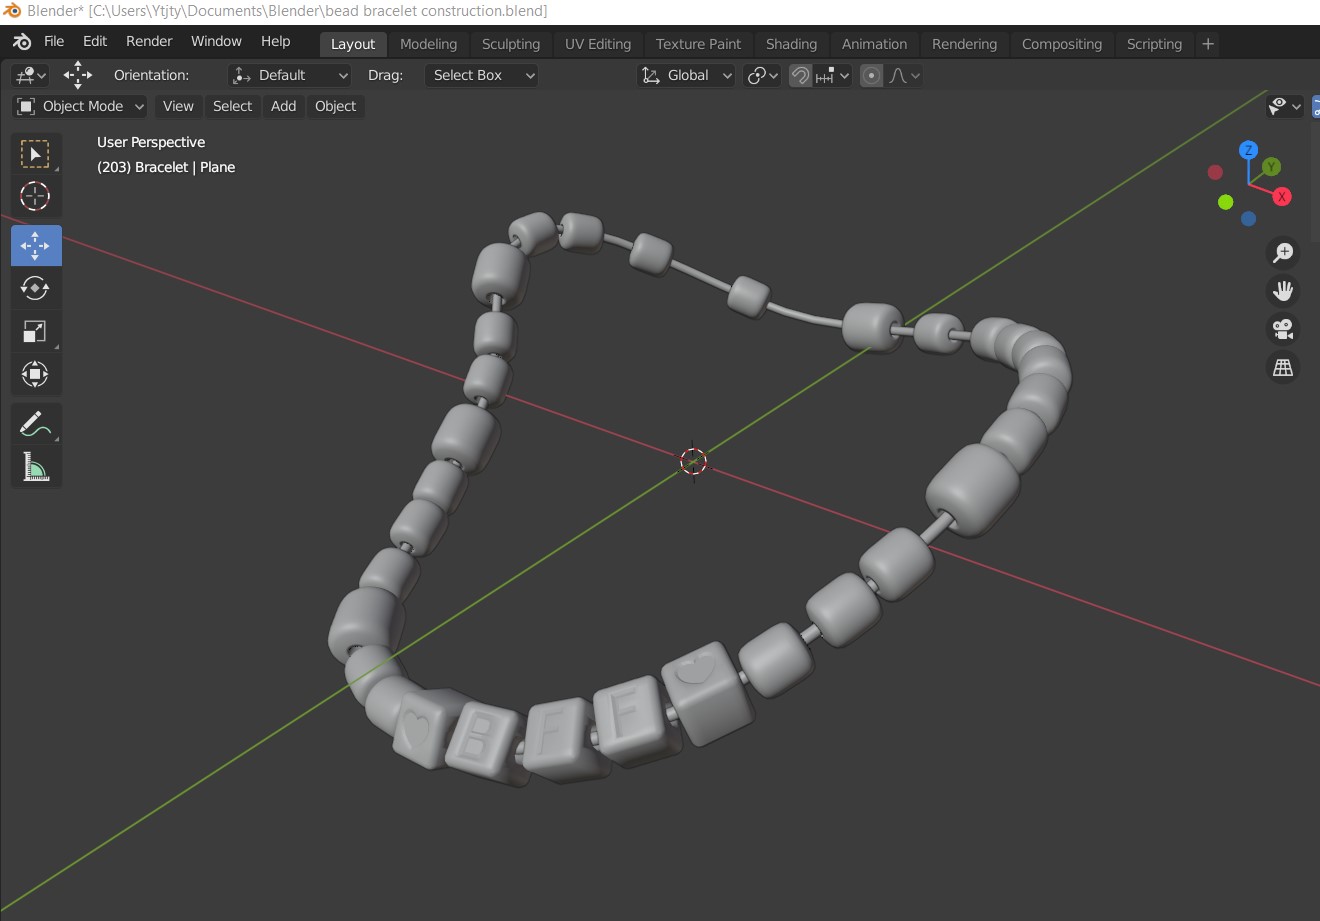 Blender* [C:\Users\Ytjty\Documents\Blender\bead bracelet construction.blend]
File Edit Render Window Help Layout Modeling Sculpting UV Editing Texture Paint Shading Animation Rendering Compositing Scripting +
Orientation: Default Drag: Select Box Global
Object Mode View Select Add Object
User Perspective
(203) Bracelet | Plane
Z
Y
X
B F F